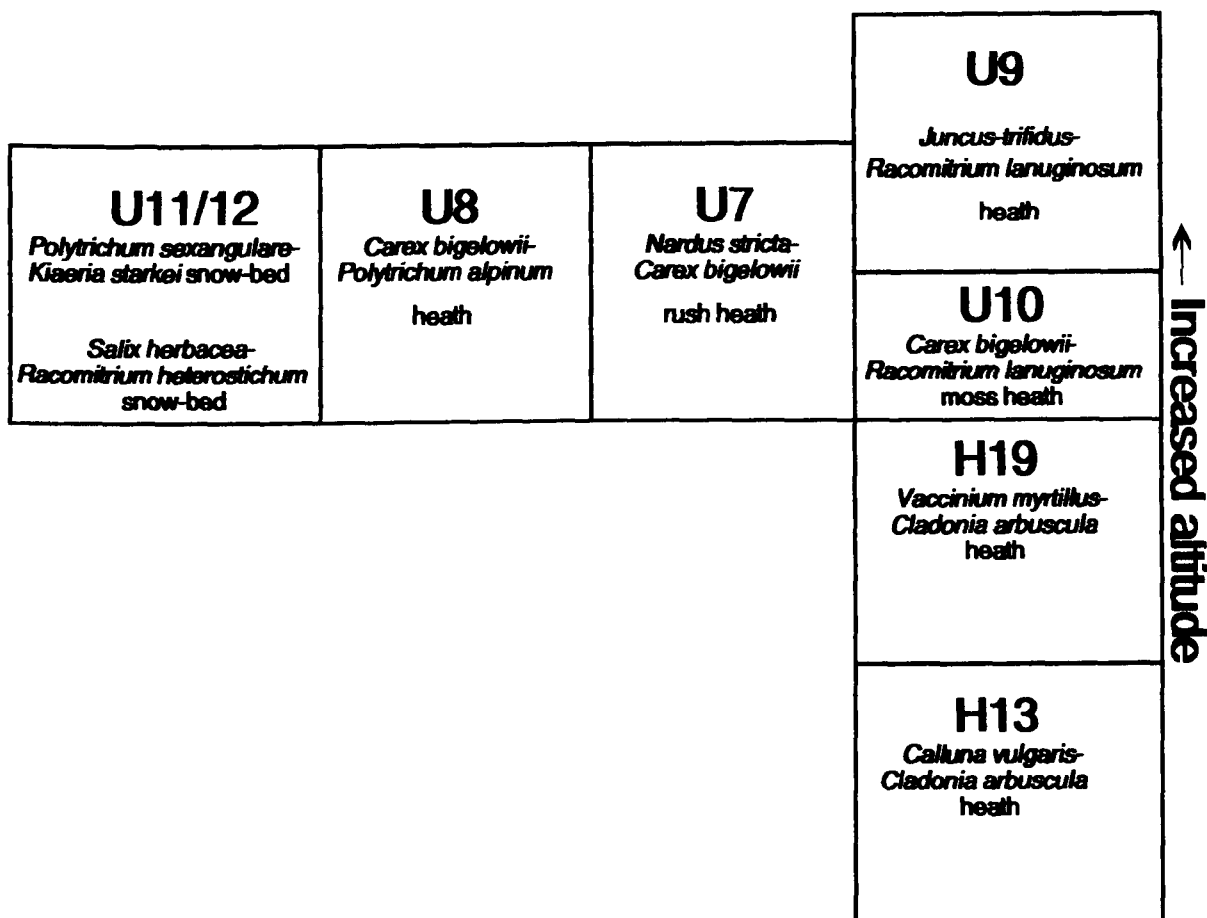 U9
Juncus-trifidus-
Racomitrium lanuginosum
heath
U11/12
Polytrichum sexangulare-
Kiaeria starkei snow-bed
Salix herbacea-
Racomitrium heterostichum
snow-bed
U8
Carex bigelowii-
Polytrichum alpinum
heath
U7
Nardus stricta-
Carex bigelowii
rush heath
U10
Carex bigelowii-
Racomitrium lanuginosum
moss heath
H19
Vaccinium myrtillus-
Cladonia arbuscula
heath
H13
Calluna vulgaris-
Cladonia arbuscula
heath
← Increased altitude